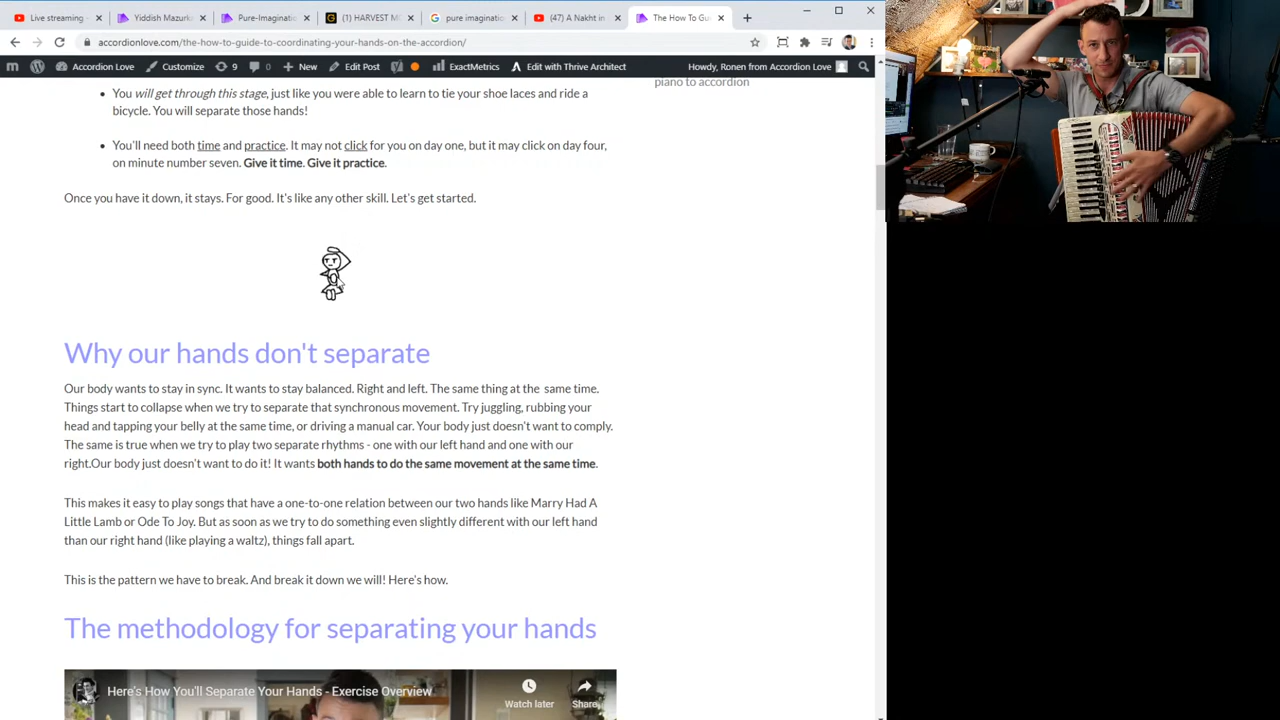 Live streaming
Yiddish Mazurk
Pure-Imaginatio
(1) HARVEST MO
pure imaginatio
(47) A Nakht in
The How To Gu
accordionlove.com/the-how-to-guide-to-coordinating-your-hands-on-the-accordion/
Accordion Love Customize 9 0 New Edit Post ExactMetrics Edit with Thrive Architect Howdy, Ronen from Accordion Love
piano to accordion
• You will get through this stage, just like you were able to learn to tie your shoe laces and ride a
bicycle. You will separate those hands!
• You'll need both time and practice. It may not click for you on day one, but it may click on day four,
on minute number seven. Give it time. Give it practice.
Once you have it down, it stays. For good. It's like any other skill. Let's get started.
Why our hands don't separate
Our body wants to stay in sync. It wants to stay balanced. Right and left. The same thing at the same time.
Things start to collapse when we try to separate that synchronous movement. Try juggling, rubbing your
head and tapping your belly at the same time, or driving a manual car. Your body just doesn't want to comply.
The same is true when we try to play two separate rhythms - one with our left hand and one with our
right.Our body just doesn't want to do it! It wants both hands to do the same movement at the same time.
This makes it easy to play songs that have a one-to-one relation between our two hands like Marry Had A
Little Lamb or Ode To Joy. But as soon as we try to do something even slightly different with our left hand
than our right hand (like playing a waltz), things fall apart.
This is the pattern we have to break. And break it down we will! Here's how.
The methodology for separating your hands
Here's How You'll Separate Your Hands - Exercise Overview
Watch later Share